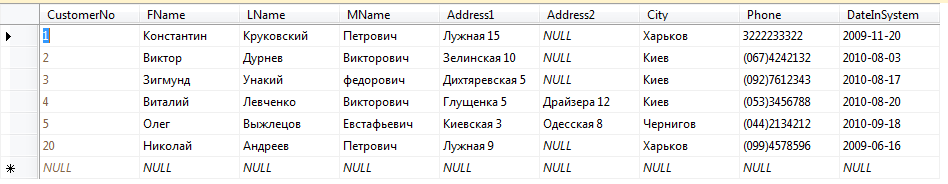 CustomerNo FName LName MName Address1 Address2 City Phone DateInSystem
1 Константин Круковский Петрович Лужная 15 NULL Харьков 3222233322 2009-11-20
2 Виктор Дурнев Викторович Зелинская 10 NULL Киев (067)4242132 2010-08-03
3 Зигмунд Унакий федорович Дихтяревская 5 NULL Киев (092)7612343 2010-08-17
4 Виталий Левченко Викторович Глущенка 5 Драйзера 12 Киев (053)3456788 2010-08-20
5 Олег Выжлецов Евстафьевич Киевская 3 Одесская 8 Чернигов (044)2134212 2010-09-18
20 Николай Андреев Петрович Лужная 9 NULL Харьков (099)4578596 2009-06-16
NULL NULL NULL NULL NULL NULL NULL NULL NULL